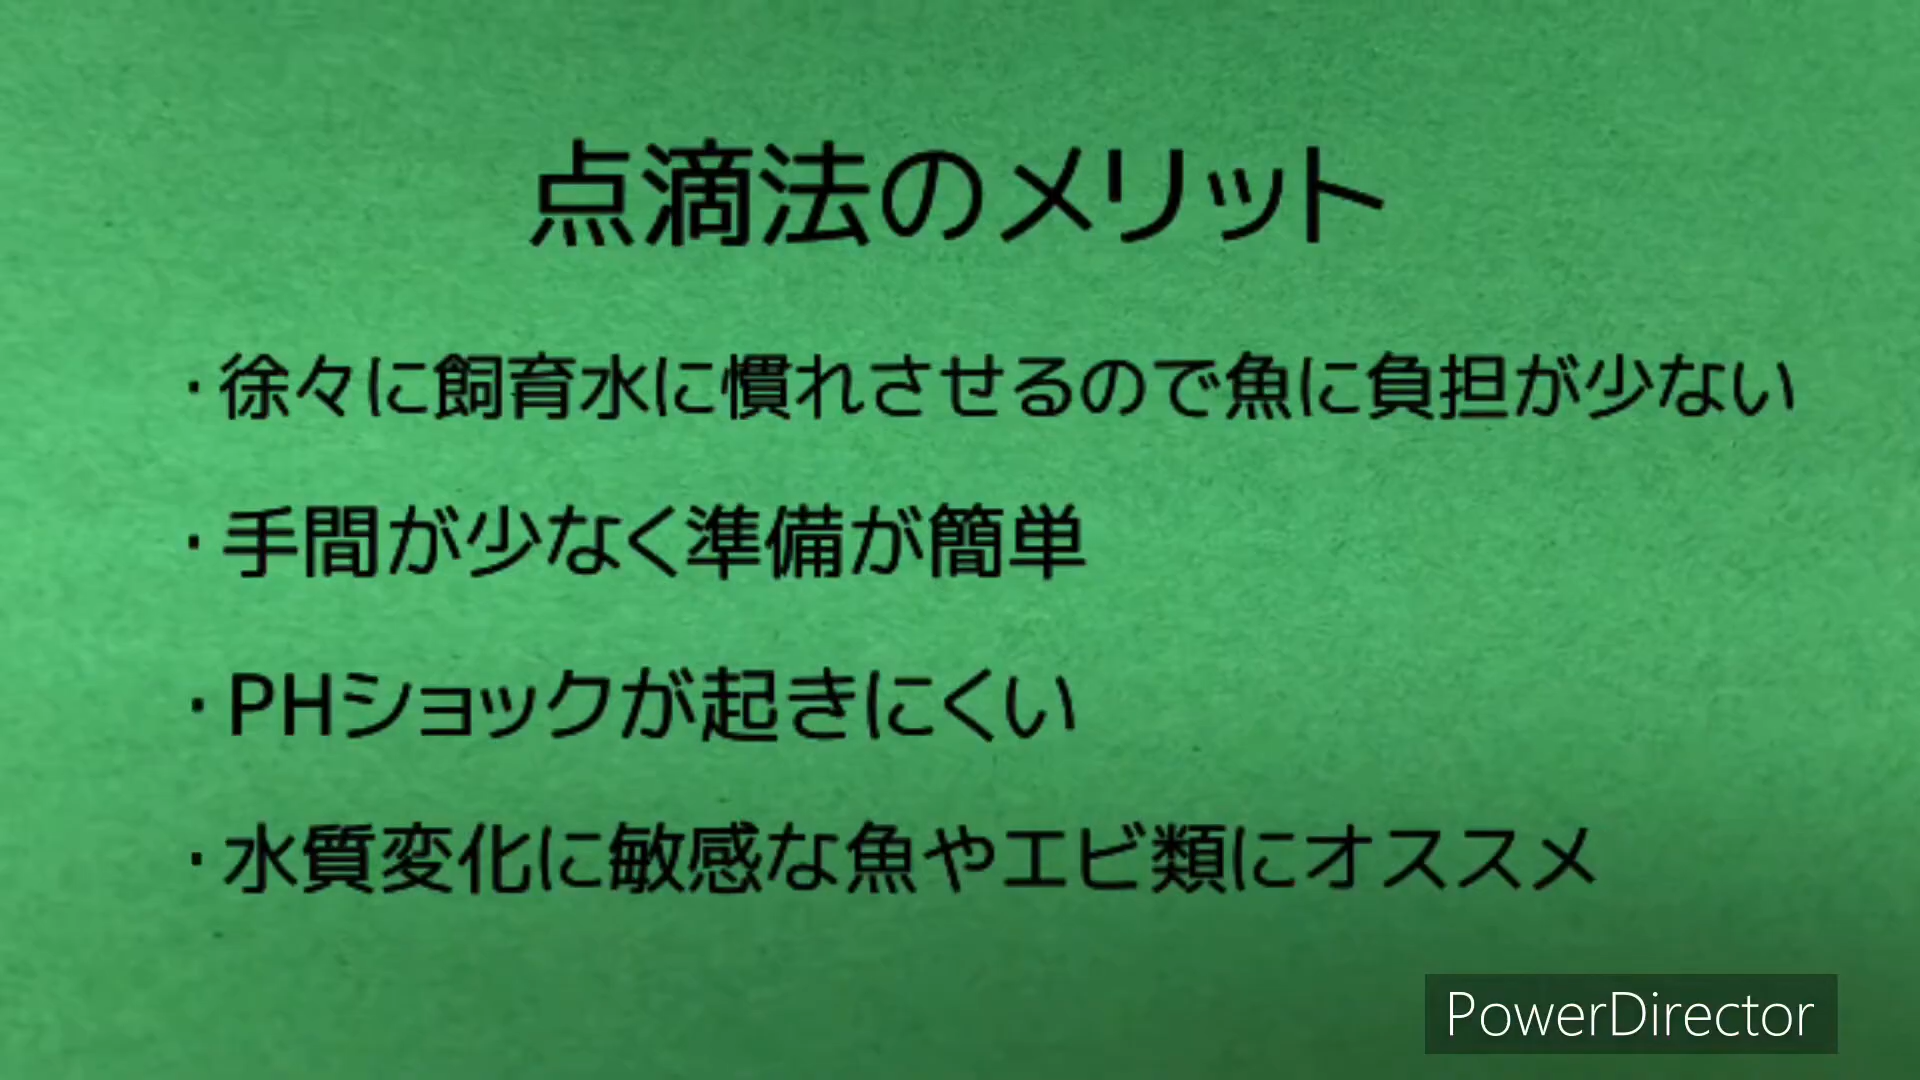 点滴法のメリット
・徐々に飼育水に慣れさせるので魚に負担が少ない
・手間が少なく準備が簡単
・PHショックが起きにくい
・水質変化に敏感な魚やエビ類にオススメ
PowerDirector